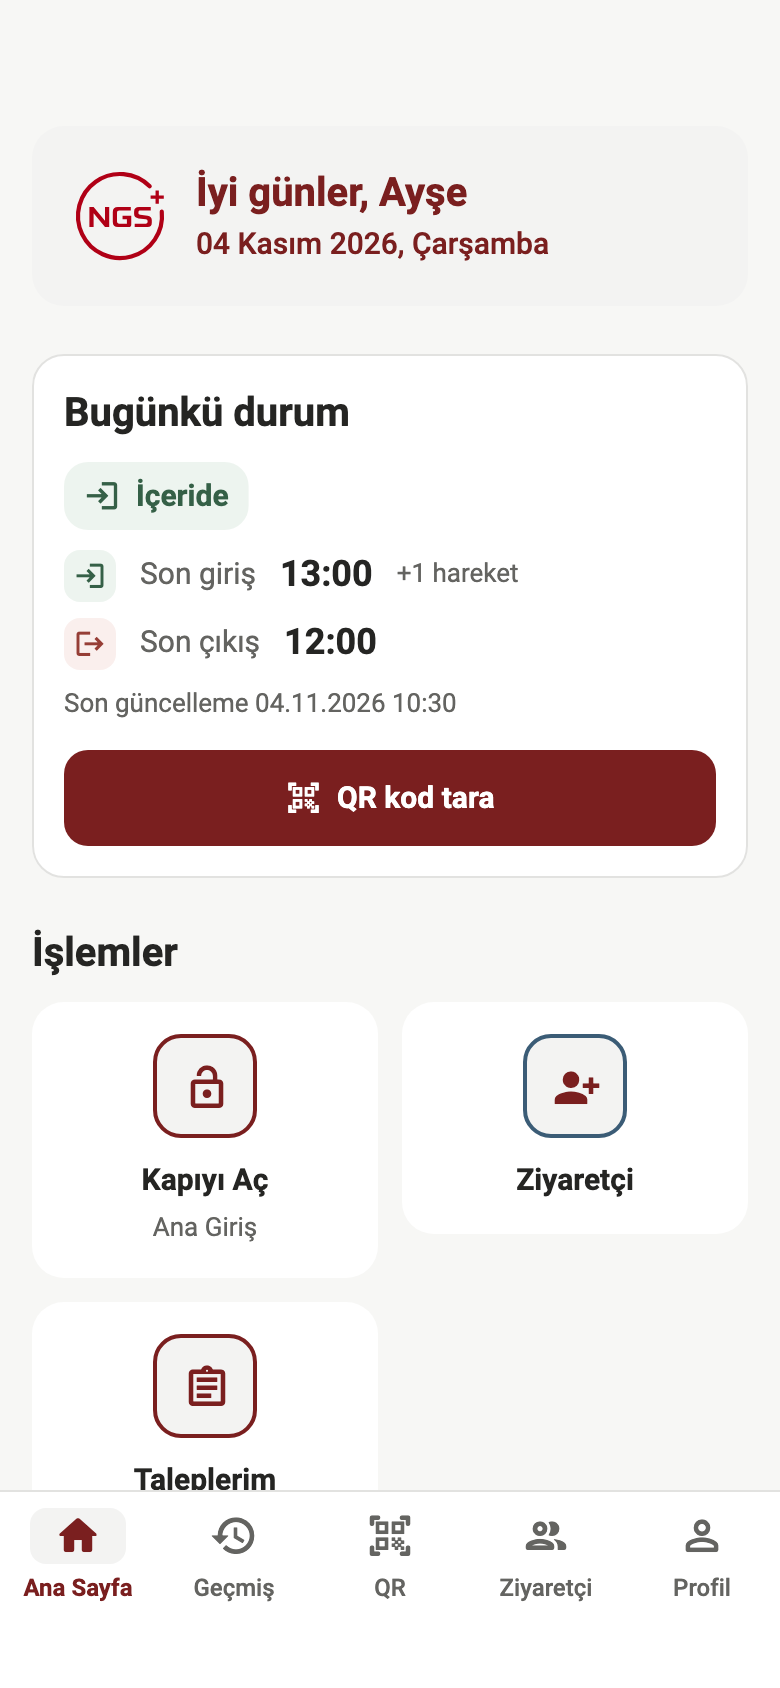 NGS+
İyi günler, Ayşe
04 Kasım 2026, Çarşamba
Bugünkü durum
İçeride
Son giriş 13:00 +1 hareket
Son çıkış 12:00
Son güncelleme 04.11.2026 10:30
QR kod tara
İşlemler
Kapıyı Aç
Ana Giriş
Ziyaretçi
Taleplerim
Ana Sayfa
Geçmiş
QR
Ziyaretçi
Profil